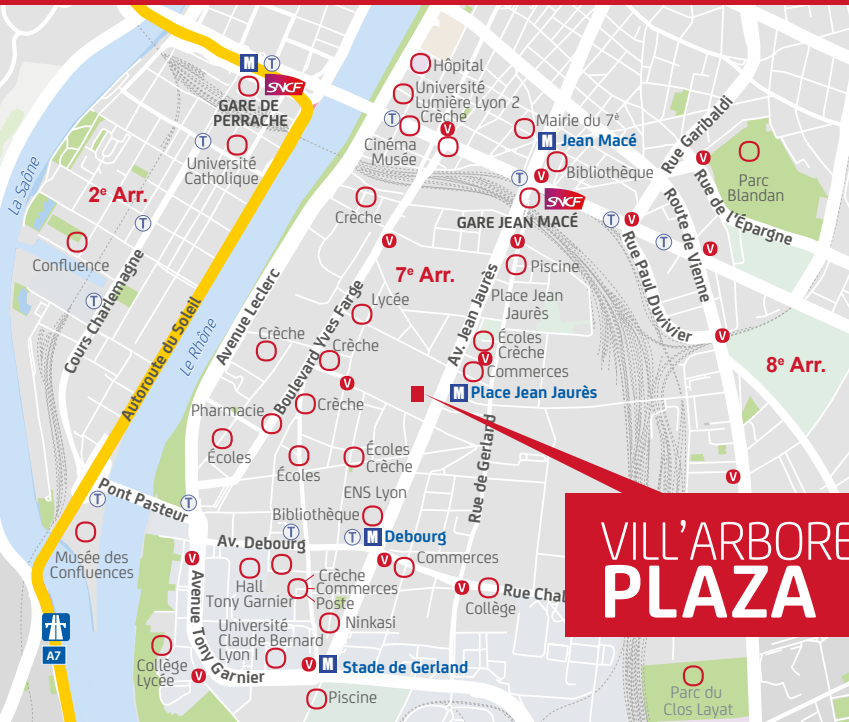 M
T
Hôpital
SNCF
GARE DE
PERRACHE
Université
Lumière Lyon 2
Crèche
V
T
Mairie du 7è
M Jean Macé
Rue Garibaldi
Cinéma
Musée
T
Université
Catholique
La Saône
2e Arr.
Bibliothèque
V
V
T
SNCF
Parc
Blandan
Rue de l'Épargne
Crèche
GARE JEAN MACÉ
T
V
T
V
Route de Vienne
T
Confluence
V
V
7e Arr.
Piscine
Rue Paul Duvivier
Cours Charlemagne
T
Autoroute du Soleil
Le Rhône
Avenue Leclerc
Boulevard Yves Farge
Lycée
Av. Jean Jaurès
Place Jean
Jaurès
V
Crèche
Crèche
Écoles
Crèche
V
Commerces
8e Arr.
V
M Place Jean Jaurès
Crèche
Pharmacie
Écoles
Écoles
Écoles
Crèche
Rue de Gerland
V
ENS Lyon
Pont Pasteur
T
T
Bibliothèque
T
T
M Debourg
VILL'ARBORE
PLAZA
Musée des
Confluences
V
Av. Debourg
V
Commerces
Hall
Tony Garnier
Crèche
Commerces
Poste
V
Collège
Rue Chal
Avenue Tony Garnier
Université
Claude Bernard
Lyon I
Ninkasi
A7
Collège
Lycée
V
V
M Stade de Gerland
Piscine
Parc du
Clos Layat